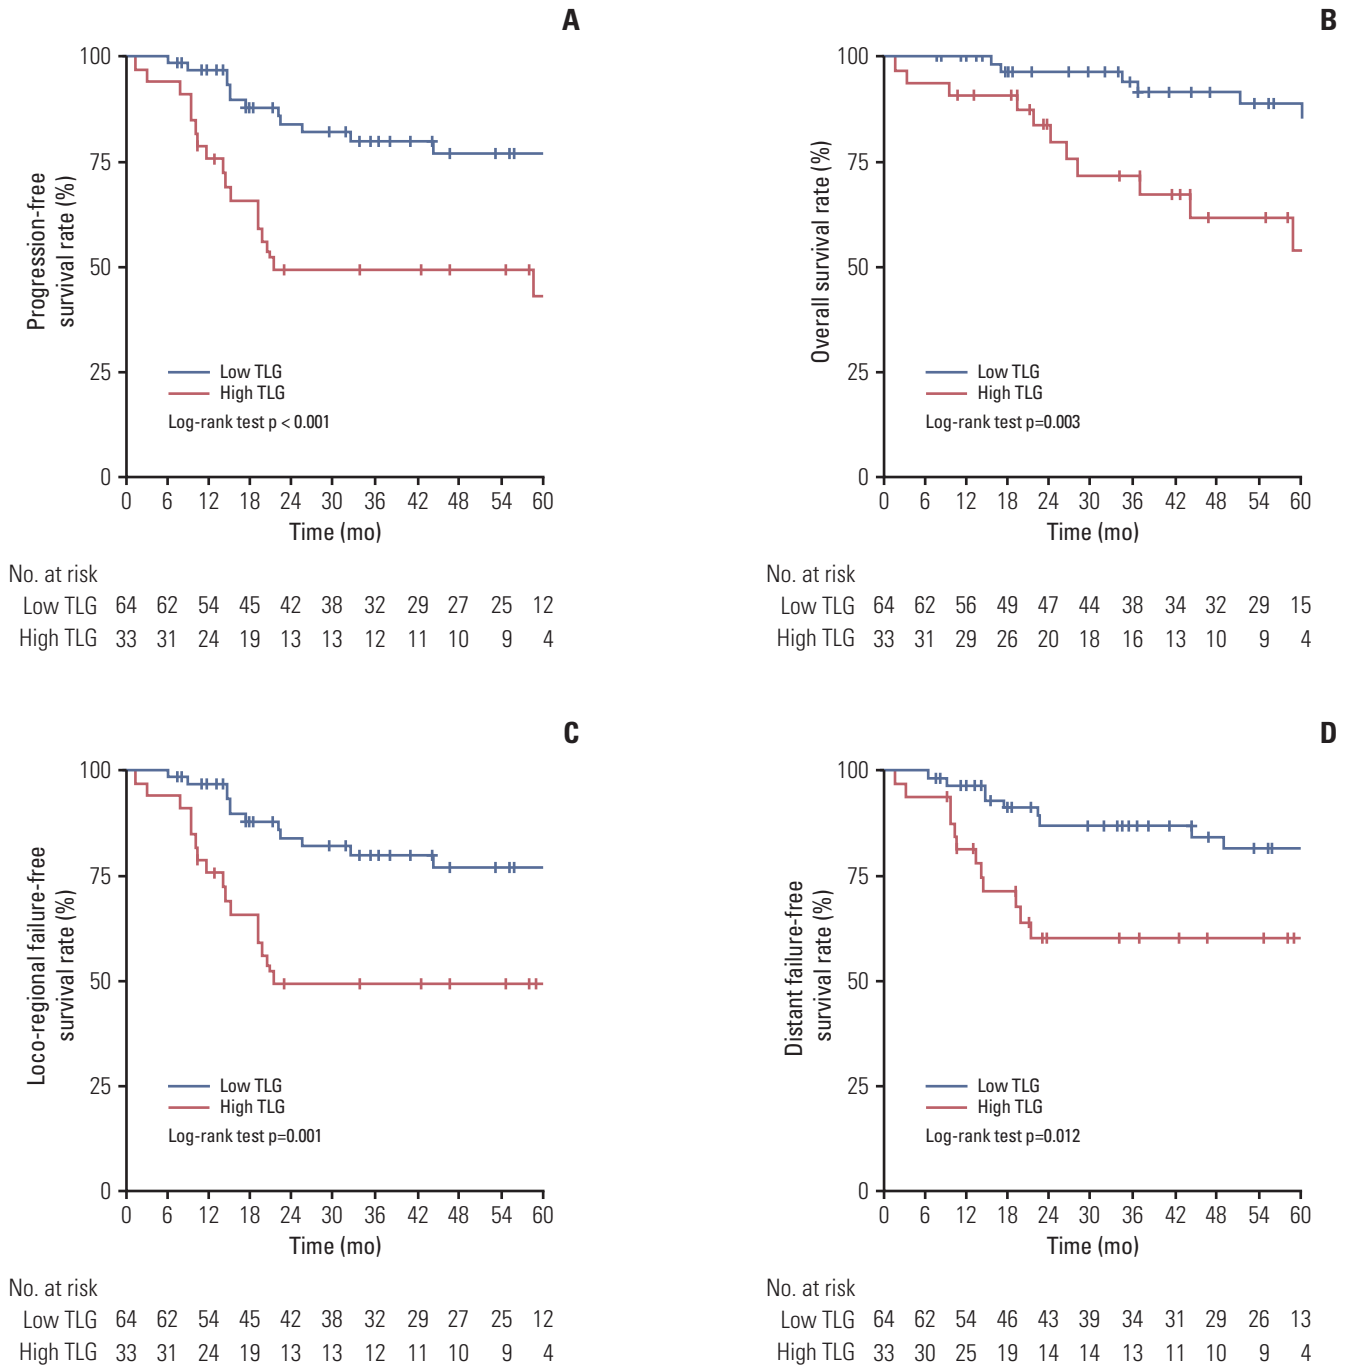 A
Progression-free
survival rate (%)
100
75
50
25
0
Low TLG
High TLG
Log-rank test p < 0.001
0 6 12 18 24 30 36 42 48 54 60
Time (mo)
No. at risk
Low TLG 64 62 54 45 42 38 32 29 27 25 12
High TLG 33 31 24 19 13 13 12 11 10 9 4
B
Overall survival rate (%)
100
75
50
25
0
Low TLG
High TLG
Log-rank test p=0.003
0 6 12 18 24 30 36 42 48 54 60
Time (mo)
No. at risk
Low TLG 64 62 56 49 47 44 38 34 32 29 15
High TLG 33 31 29 26 20 18 16 13 10 9 4
C
Loco-regional failure-free
survival rate (%)
100
75
50
25
0
Low TLG
High TLG
Log-rank test p=0.001
0 6 12 18 24 30 36 42 48 54 60
Time (mo)
No. at risk
Low TLG 64 62 54 45 42 38 32 29 27 25 12
High TLG 33 31 24 19 13 13 12 11 10 9 4
D
Distant failure-free
survival rate (%)
100
75
50
25
0
Low TLG
High TLG
Log-rank test p=0.012
0 6 12 18 24 30 36 42 48 54 60
Time (mo)
No. at risk
Low TLG 64 62 54 46 43 39 34 31 29 26 13
High TLG 33 30 25 19 14 14 13 11 10 9 4